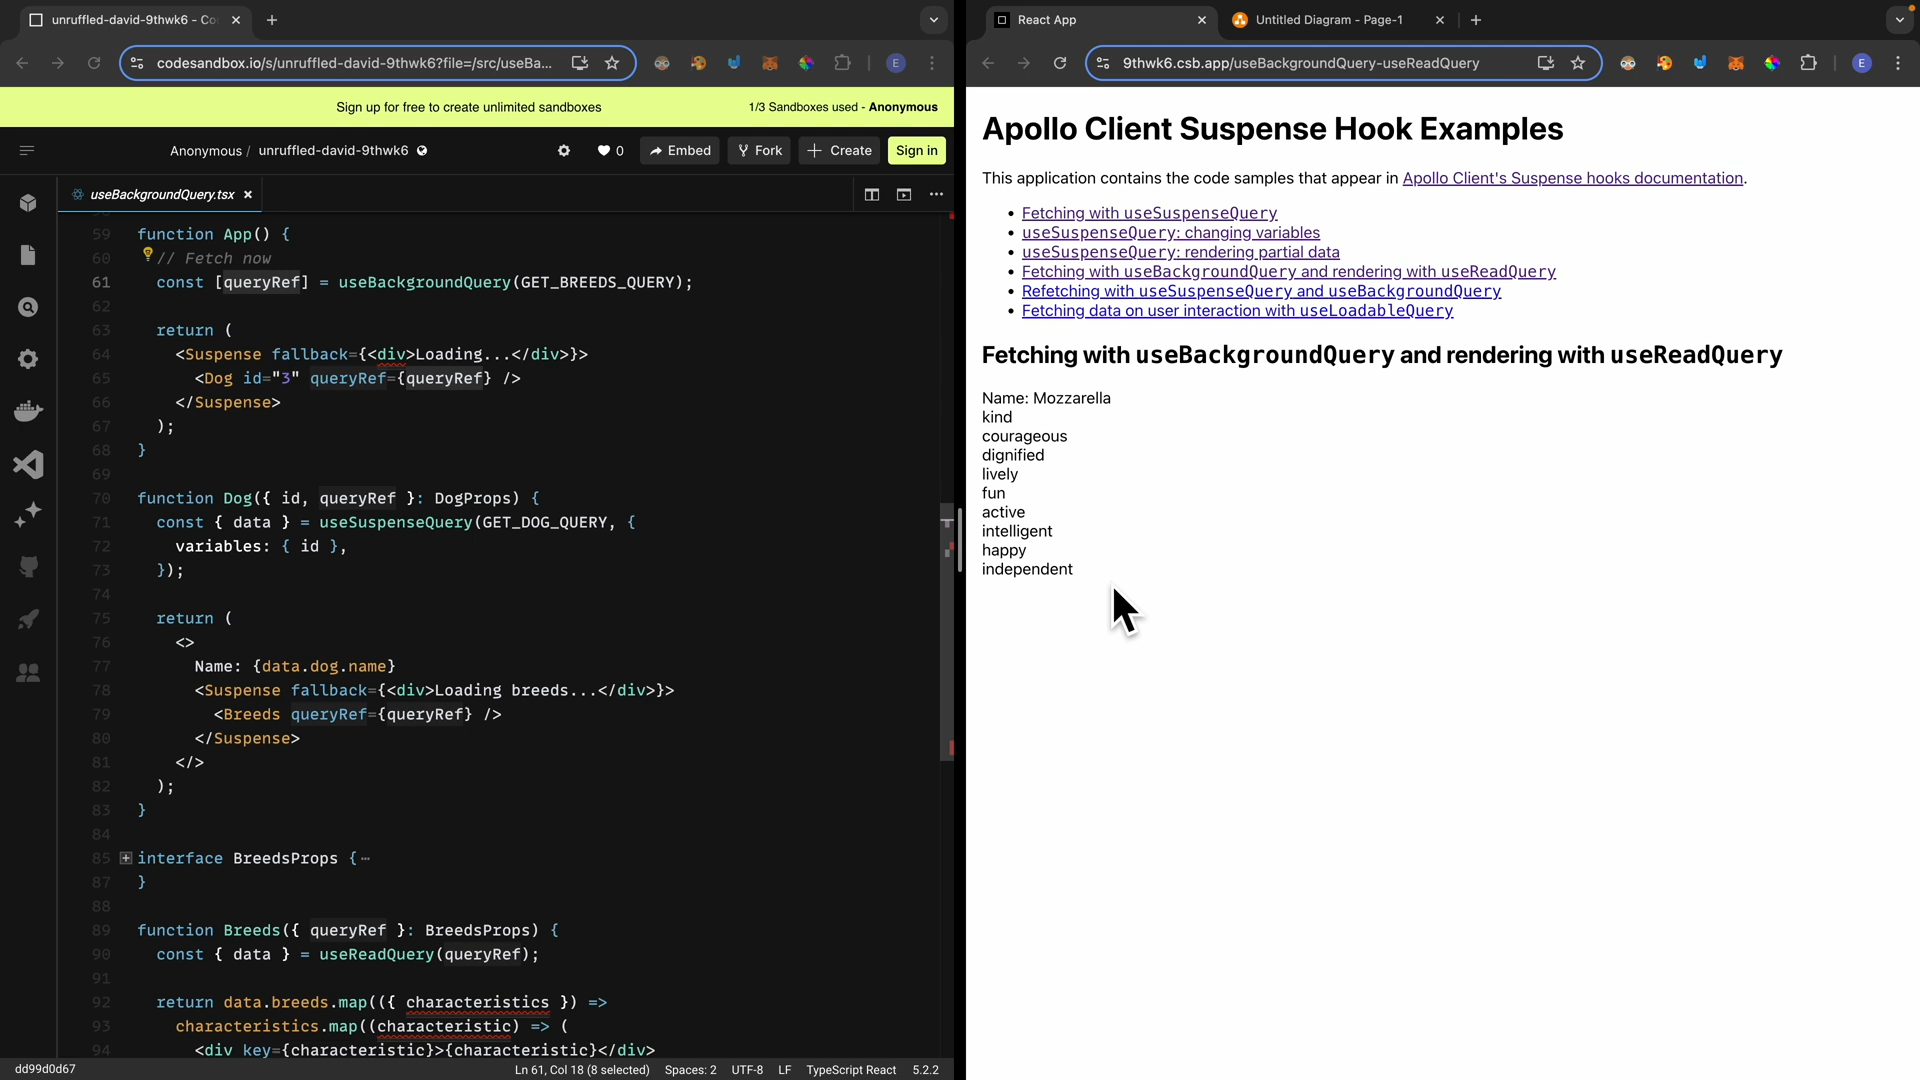 unruffled-david-9thwk6 - Co
codesandbox.io/s/unruffled-david-9thwk6?file=/src/useBa...
E
Sign up for free to create unlimited sandboxes
1/3 Sandboxes used - Anonymous
Anonymous / unruffled-david-9thwk6
0
Embed
Fork
Create
Sign in
useBackgroundQuery.tsx
59 function App() {
60 // Fetch now
61 const [queryRef] = useBackgroundQuery(GET_BREEDS_QUERY);
62
63 return (
64 <Suspense fallback={<div>Loading...</div>}>
65 <Dog id="3" queryRef={queryRef} />
66 </Suspense>
67 );
68 }
69
70 function Dog({ id, queryRef }: DogProps) {
71 const { data } = useSuspenseQuery(GET_DOG_QUERY, {
72 variables: { id },
73 });
74
75 return (
76 <>
77 Name: {data.dog.name}
78 <Suspense fallback={<div>Loading breeds...</div>}>
79 <Breeds queryRef={queryRef} />
80 </Suspense>
81 </>
82 );
83 }
84
85 interface BreedsProps {
87 }
88
89 function Breeds({ queryRef }: BreedsProps) {
90 const { data } = useReadQuery(queryRef);
91
92 return data.breeds.map(({ characteristics }) =>
93 characteristics.map((characteristic) => (
94 <div key={characteristic}>{characteristic}</div>
dd99d0d67
Ln 61, Col 18 (8 selected)
Spaces: 2
UTF-8
LF
TypeScript React
5.2.2
React App
Untitled Diagram - Page-1
9thwk6.csb.app/useBackgroundQuery-useReadQuery
E
Apollo Client Suspense Hook Examples
This application contains the code samples that appear in Apollo Client's Suspense hooks documentation.
• Fetching with useSuspenseQuery
• useSuspenseQuery: changing variables
• useSuspenseQuery: rendering partial data
• Fetching with useBackgroundQuery and rendering with useReadQuery
• Refetching with useSuspenseQuery and useBackgroundQuery
• Fetching data on user interaction with useLoadableQuery
Fetching with useBackgroundQuery and rendering with useReadQuery
Name: Mozzarella
kind
courageous
dignified
lively
fun
active
intelligent
happy
independent